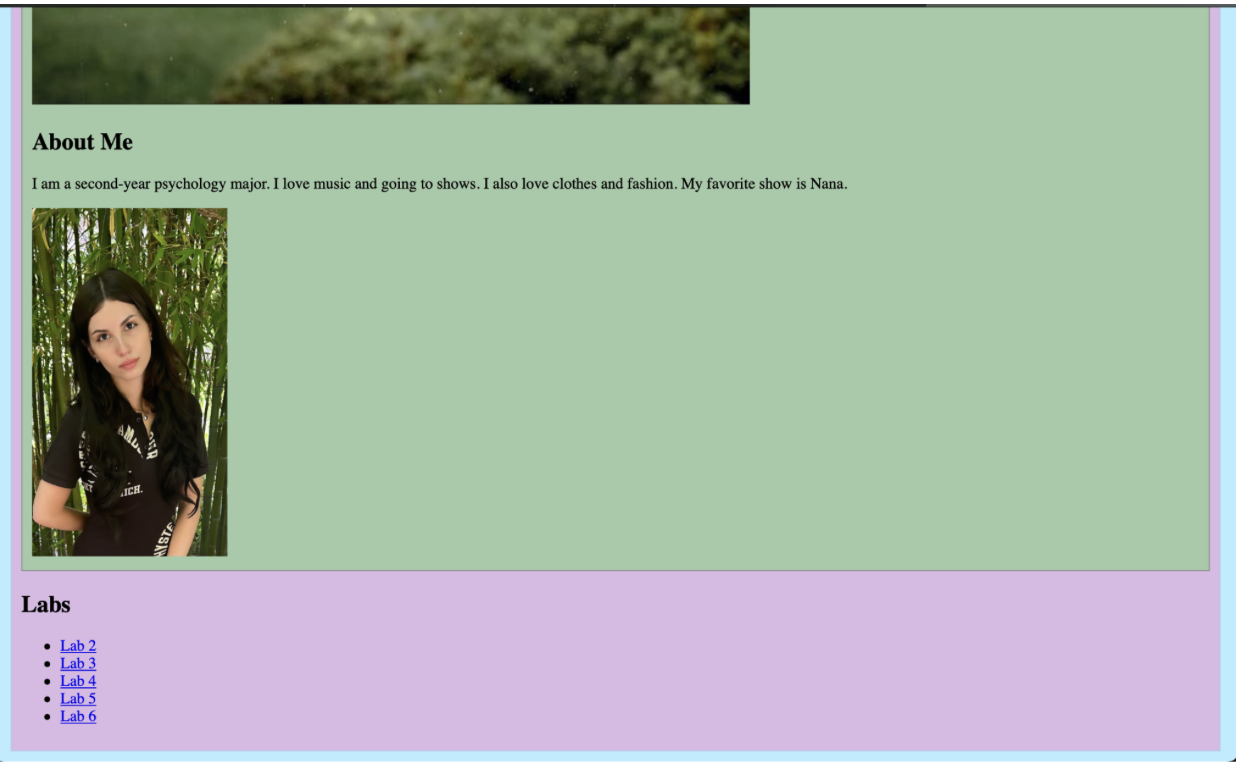 About Me
I am a second-year psychology major. I love music and going to shows. I also love clothes and fashion. My favorite show is Nana.
ICH.
Labs
Lab 2
Lab 3
Lab 4
Lab 5
Lab 6